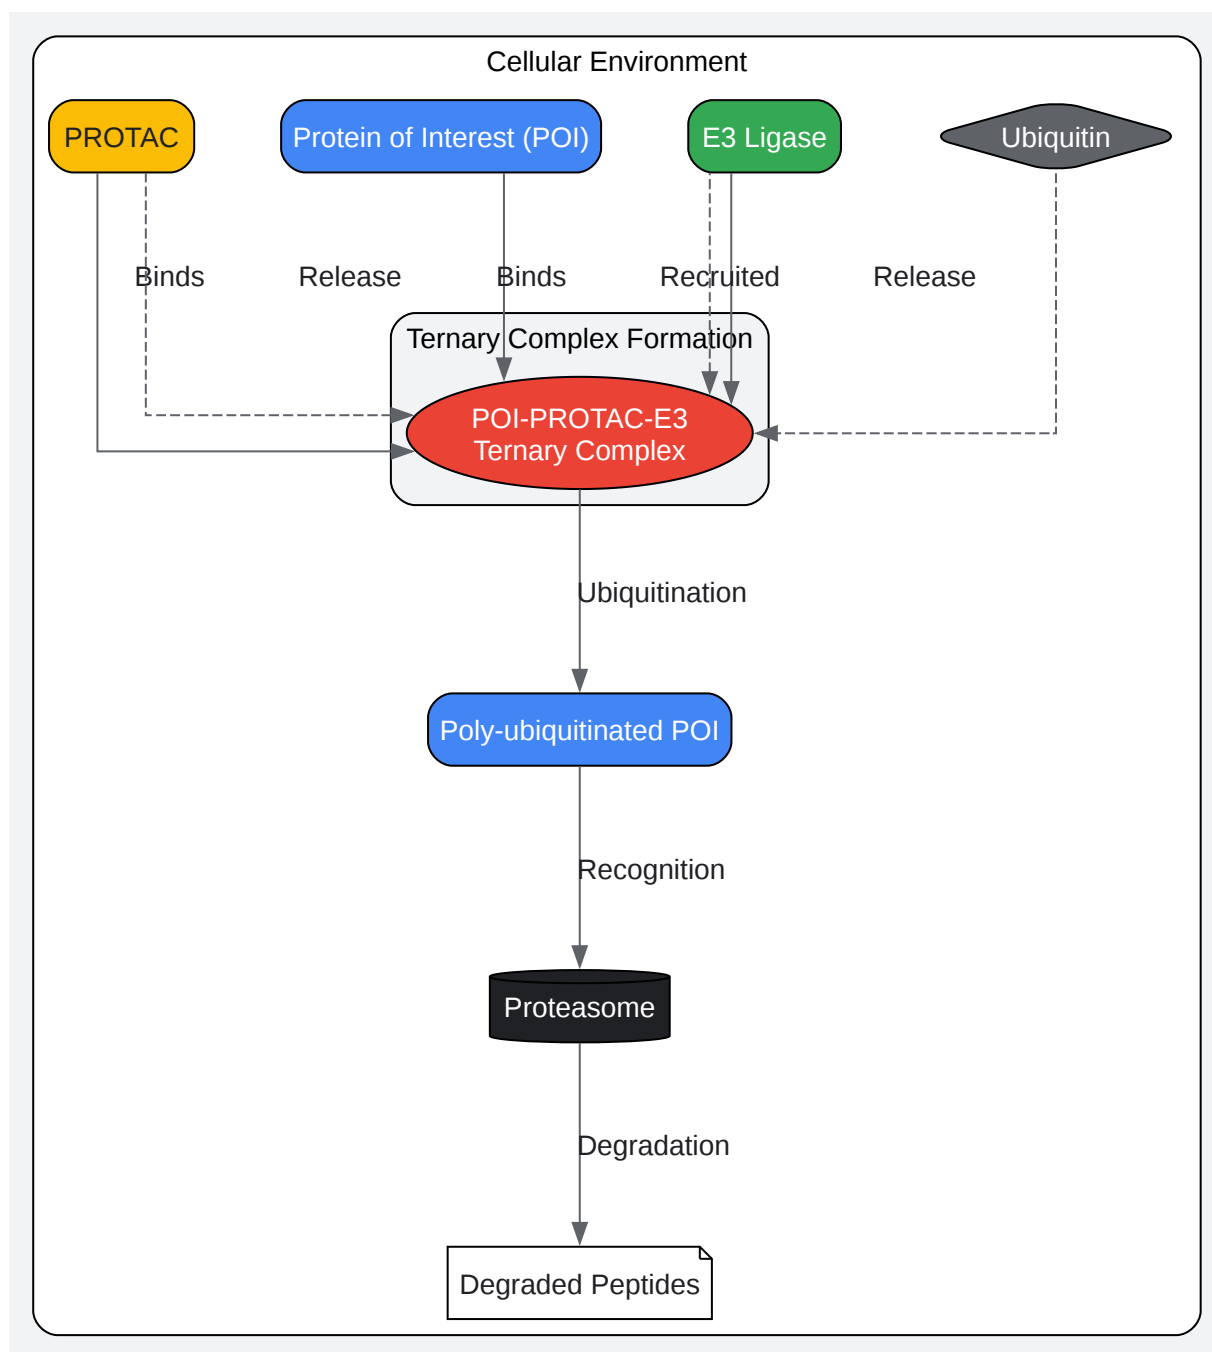 Cellular Environment
PROTAC
Protein of Interest (POI)
E3 Ligase
Ubiquitin
Binds
Release
Binds
Recruited
Release
Ternary Complex Formation
POI-PROTAC-E3
Ternary Complex
Ubiquitination
Poly-ubiquitinated POI
Recognition
Proteasome
Degradation
Degraded Peptides